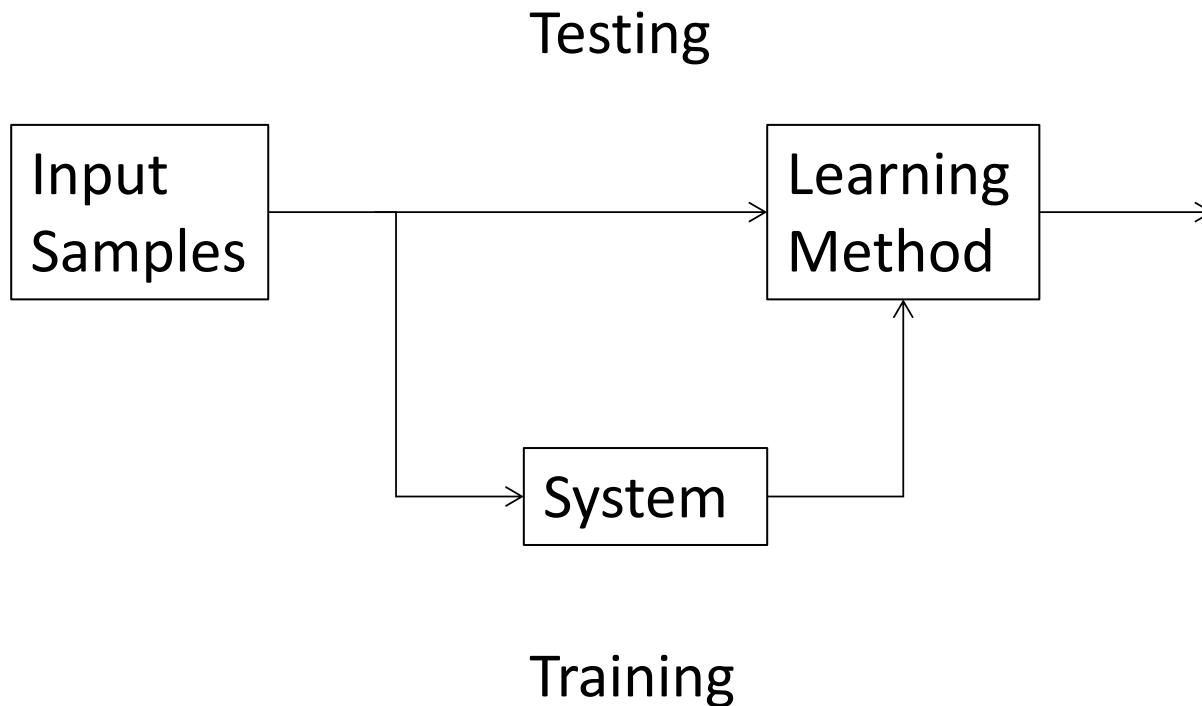 Testing
Input
Samples
Learning
Method
System
Training